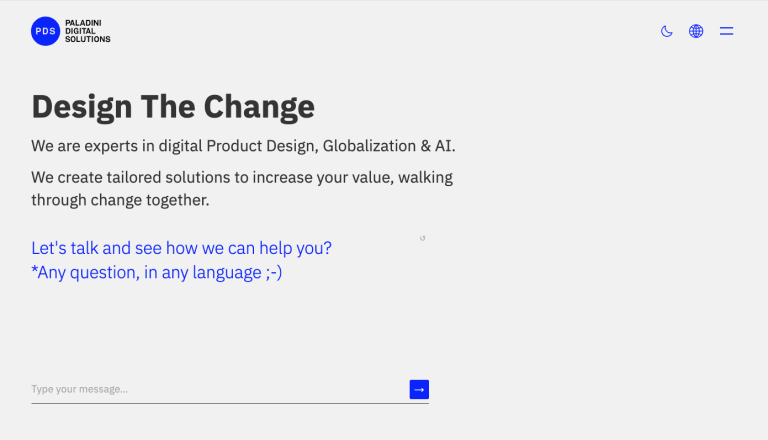 PDS
PALADINI
DIGITAL
SOLUTIONS
Design The Change
We are experts in digital Product Design, Globalization & AI.
We create tailored solutions to increase your value, walking
through change together.
Let's talk and see how we can help you?
*Any question, in any language ;-)
Type your message...